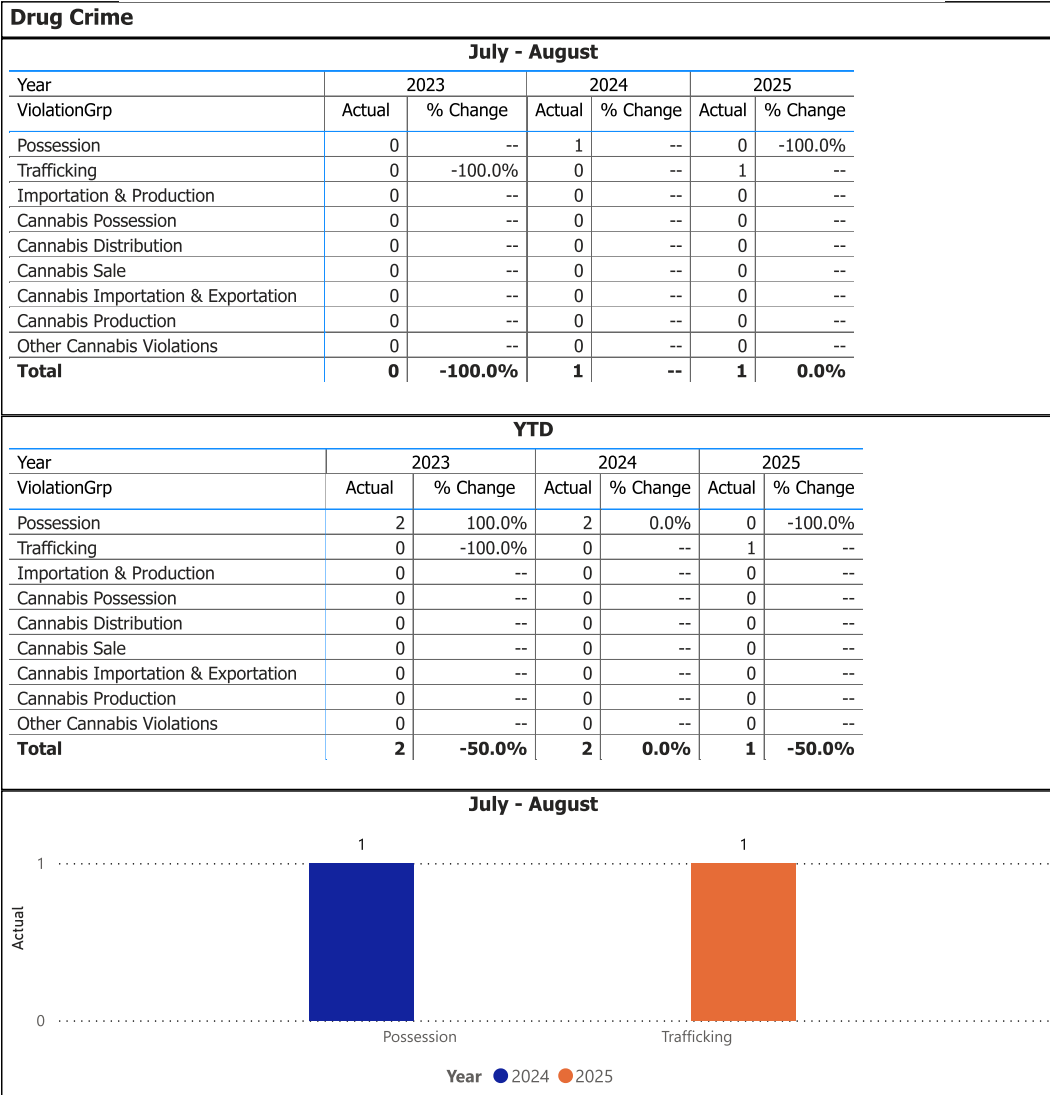 Drug Crime
July - August
Year 2023 2024 2025
ViolationGrp Actual % Change Actual % Change Actual % Change
Possession 0 -- 1 -- 0 -100.0%
Trafficking 0 -100.0% 0 -- 1 --
Importation & Production 0 -- 0 -- 0 --
Cannabis Possession 0 -- 0 -- 0 --
Cannabis Distribution 0 -- 0 -- 0 --
Cannabis Sale 0 -- 0 -- 0 --
Cannabis Importation & Exportation 0 -- 0 -- 0 --
Cannabis Production 0 -- 0 -- 0 --
Other Cannabis Violations 0 -- 0 -- 0 --
Total 0 -100.0% 1 -- 1 0.0%
YTD
Year 2023 2024 2025
ViolationGrp Actual % Change Actual % Change Actual % Change
Possession 2 100.0% 2 0.0% 0 -100.0%
Trafficking 0 -100.0% 0 -- 1 --
Importation & Production 0 -- 0 -- 0 --
Cannabis Possession 0 -- 0 -- 0 --
Cannabis Distribution 0 -- 0 -- 0 --
Cannabis Sale 0 -- 0 -- 0 --
Cannabis Importation & Exportation 0 -- 0 -- 0 --
Cannabis Production 0 -- 0 -- 0 --
Other Cannabis Violations 0 -- 0 -- 0 --
Total 2 -50.0% 2 0.0% 1 -50.0%
July - August
1 1
1
Actual
0
Possession Trafficking
Year 2024 2025